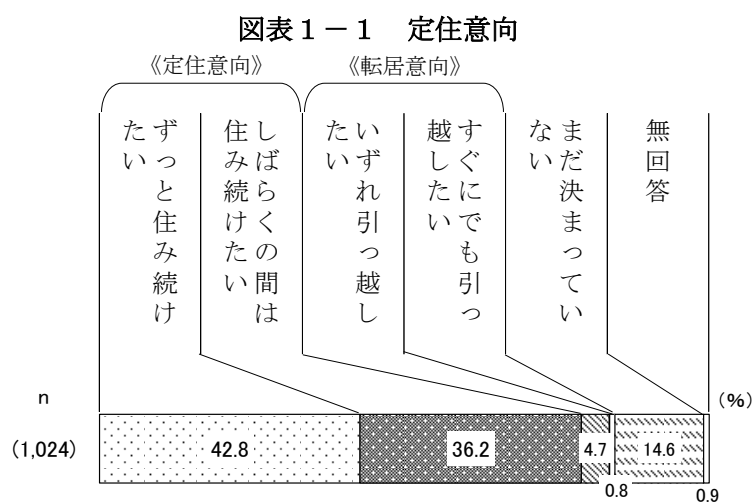 図表１－１　定住意向
《定住意向》
《転居意向》
ずっと住み続け
たい
しばらくの間は
住み続けたい
いずれ引っ越し
たい
すぐにでも引っ
越したい
まだ決まってい
ない
無回答
n
(%)
(1,024)
42.8
36.2
4.7
14.6
0.8
0.9